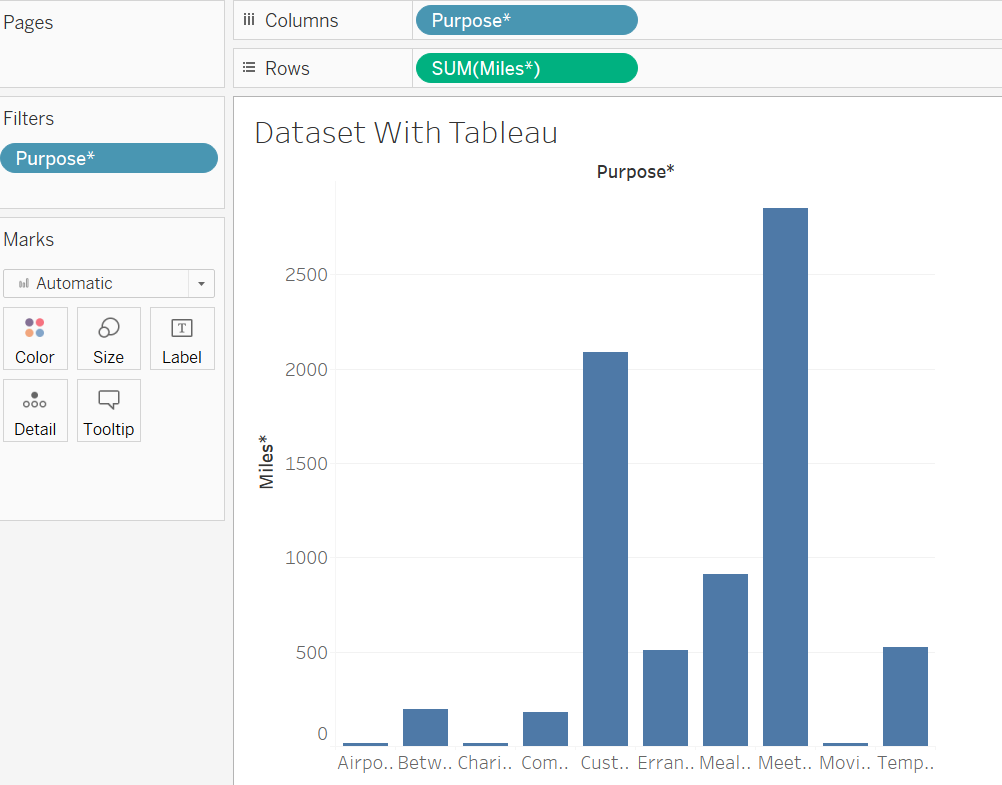 Pages
Columns
Purpose*
Rows
SUM(Miles*)
Filters
Purpose*
Marks
Automatic
Color
Size
T
Label
Detail
Tooltip
Dataset With Tableau
Purpose*
Miles*
2500
2000
1500
1000
500
0
Airpo.. Betw.. Chari.. Com.. Cust.. Erran.. Meal.. Meet.. Movi.. Temp..